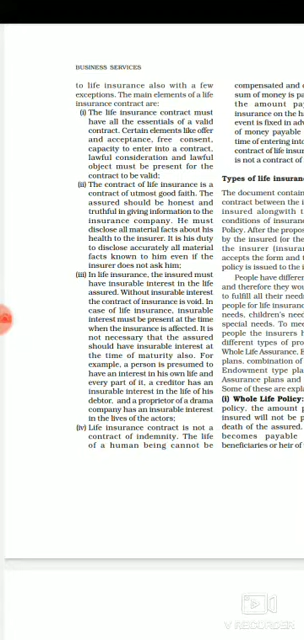 BUSINESS SERVICES
to life insurance also with a few
exceptions. The main elements of a life
insurance contract are:
(i) The life insurance contract must
have all the essentials of a valid
contract. Certain elements like offer
and acceptance, free consent,
capacity to enter into a contract,
lawful consideration and lawful
object must be present for the
contract to be valid;
(ii) The contract of life insurance is a
contract of utmost good faith. The
assured should be honest and
truthful in giving information to the
insurance company. He must
disclose all material facts about his
health to the insurer. It is his duty
to disclose accurately all material
facts known to him even if the
insurer does not ask him;
(iii) In life insurance, the insured must
have insurable interest in the life
assured. Without insurable interest
the contract of insurance is void. In
case of life insurance, insurable
interest must be present at the time
when the insurance is affected. It is
not necessary that the assured
should have insurable interest at
the time of maturity also. For
example, a person is presumed to
have an interest in his own life and
every part of it, a creditor has an
insurable interest in the life of his
debtor, and a proprietor of a drama
company has an insurable interest
in the lives of the actors;
(iv) Life insurance contract is not a
contract of indemnity. The life
of a human being cannot be
compensated and
sum of money is pa
the amount pay
insurance on the ha
event is fixed in adv
of money payable
time of entering into
contract of life insur
is not a contract of
Types of life insuran
The document contain
contract between the i
insured alongwith t
conditions of insuranc
Policy. After the propos
by the insured (or the
the insurer (insuran
accepts the form and t
policy is issued to the i
People have differen
and therefore they woul
to fulfill all their needs
people for life insuranc
needs, children's need
special needs. To mee
people the insurers h
different types of pro
Whole Life Assurance, E
plans, combination of
Endowment type plan
Assurance plans and
Some of these are expla
(i) Whole Life Policy:
policy, the amount p
insured will not be p
death of the assured.
becomes payable
beneficiaries or heir of
V RECORDER